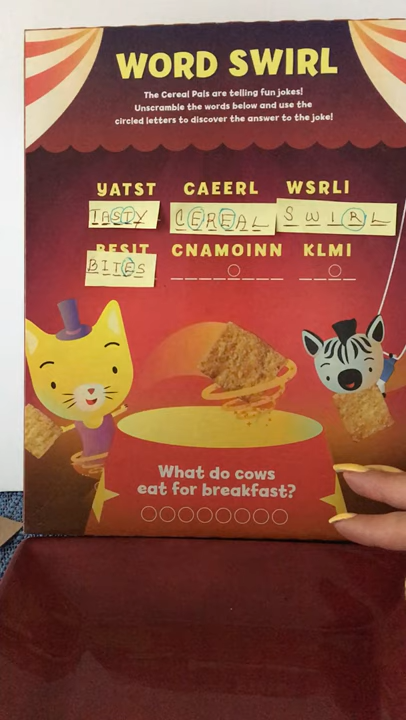 WORD SWIRL
The Cereal Pals are telling fun jokes!
Unscramble the words below and use the
circled letters to discover the answer to the joke!
YATST CAEERL WSRLI
TASTY CEREAL SWIRL
BESIT CNAMOINN KLMI
BITES
What do cows
eat for breakfast?